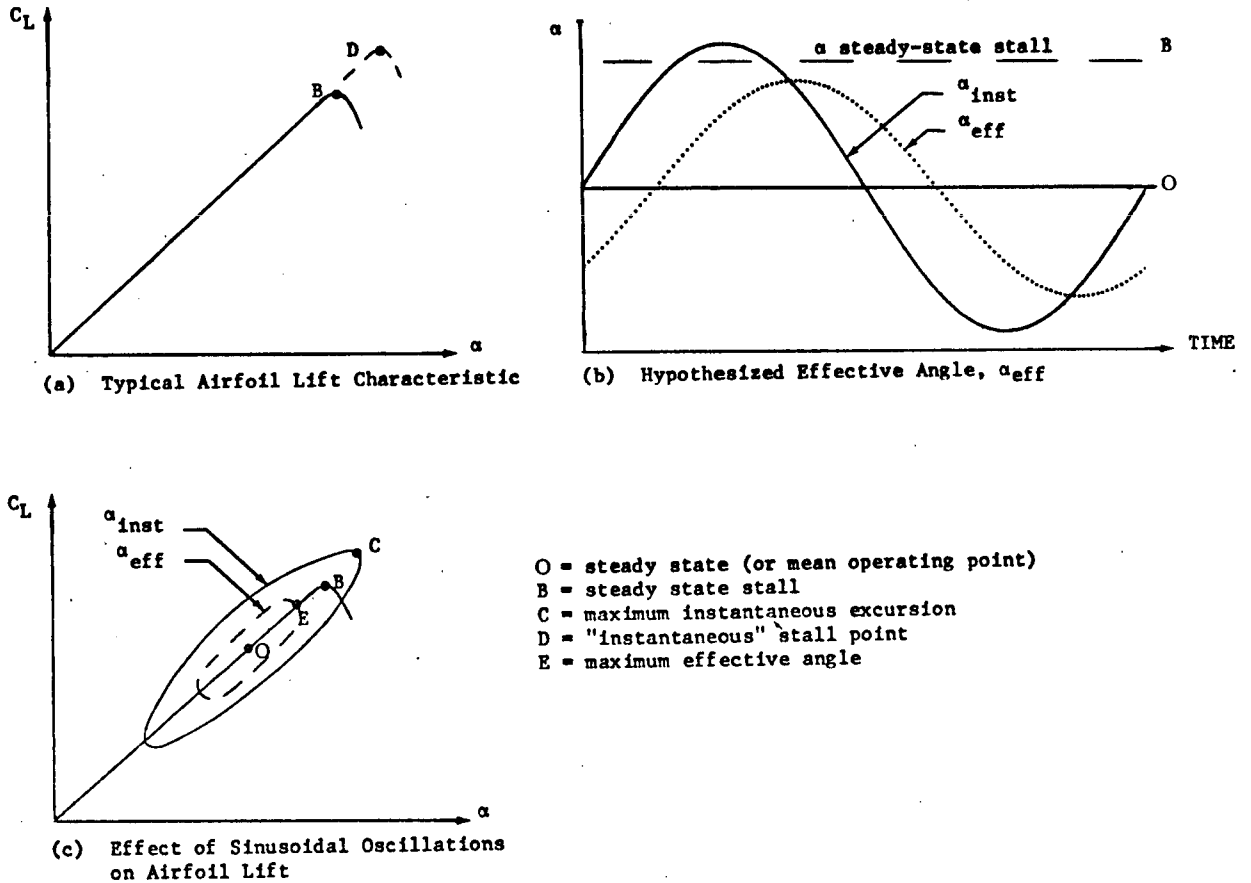 C_L
D
B
α
(a) Typical Airfoil Lift Characteristic
α
α steady-state stall
B
α_inst
α_eff
O
TIME
(b) Hypothesized Effective Angle, α_eff
C_L
α_inst
α_eff
C
B
E
O
α
(c) Effect of Sinusoidal Oscillations
on Airfoil Lift
O = steady state (or mean operating point)
B = steady state stall
C = maximum instantaneous excursion
D = "instantaneous" stall point
E = maximum effective angle